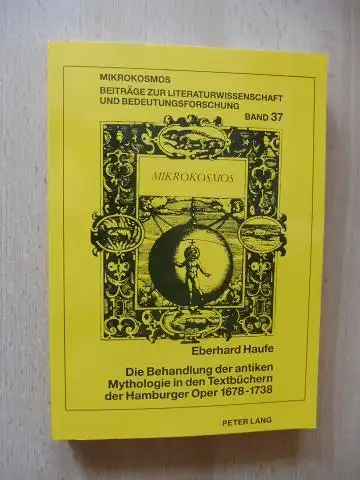 MIKROKOSMOS
BEITRÄGE ZUR LITERATURWISSENSCHAFT
UND BEDEUTUNGSFORSCHUNG
BAND 37
MIKROKOSMOS
Eberhard Haufe
Die Behandlung der antiken
Mythologie in den Textbüchern
der Hamburger Oper 1678-1738
PETER LANG